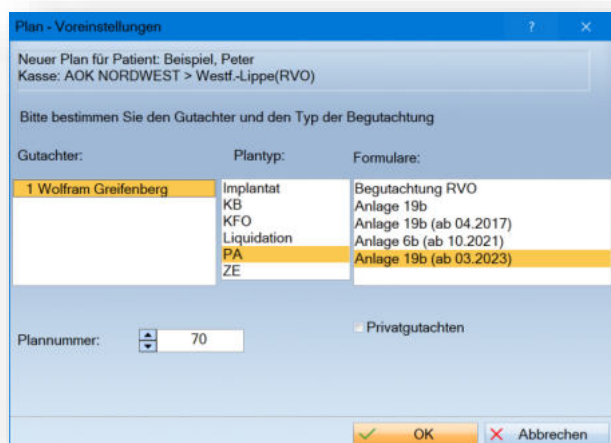 Plan - Voreinstellungen
Neuer Plan für Patient: Beispiel, Peter
Kasse: AOK NORDWEST > Westf.-Lippe(RVO)
Bitte bestimmen Sie den Gutachter und den Typ der Begutachtung
Gutachter:
Plantyp:
Formulare:
1 Wolfram Greifenberg
Implantat
KB
KFO
Liquidation
PA
ZE
Begutachtung RVO
Anlage 19b
Anlage 19b (ab 04.2017)
Anlage 6b (ab 10.2021)
Anlage 19b (ab 03.2023)
Plannummer:
70
Privatgutachten
OK
Abbrechen